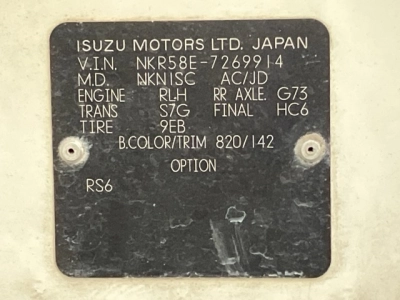 ISUZU MOTORS LTD. JAPAN
V.I.N. NKR58E-7269914
M.D. NKN1SC AC/JD
ENGINE RL-H RR AXLE. G73
TRANS S7G FINAL HC6
TIRE 9EB
B.COLOR/TRIM 820/142
OPTION
RS6